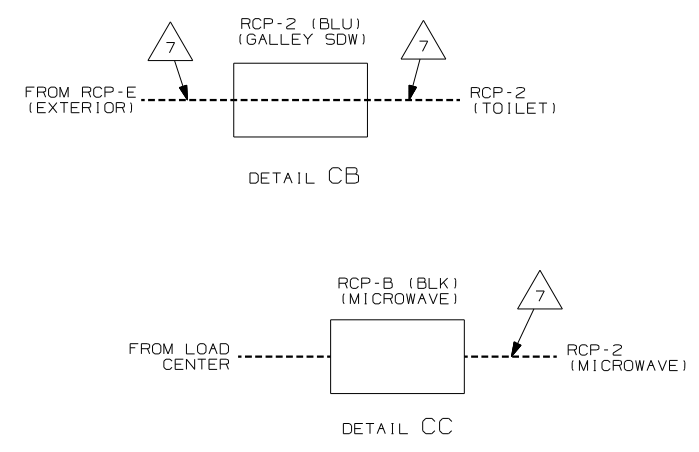 RCP-2 (BLU)
(GALLEY SDW)
7
7
FROM RCP-E
(EXTERIOR)
RCP-2
(TOILET)
DETAIL CB
RCP-B (BLK)
(MICROWAVE)
7
FROM LOAD
CENTER
RCP-2
(MICROWAVE)
DETAIL CC